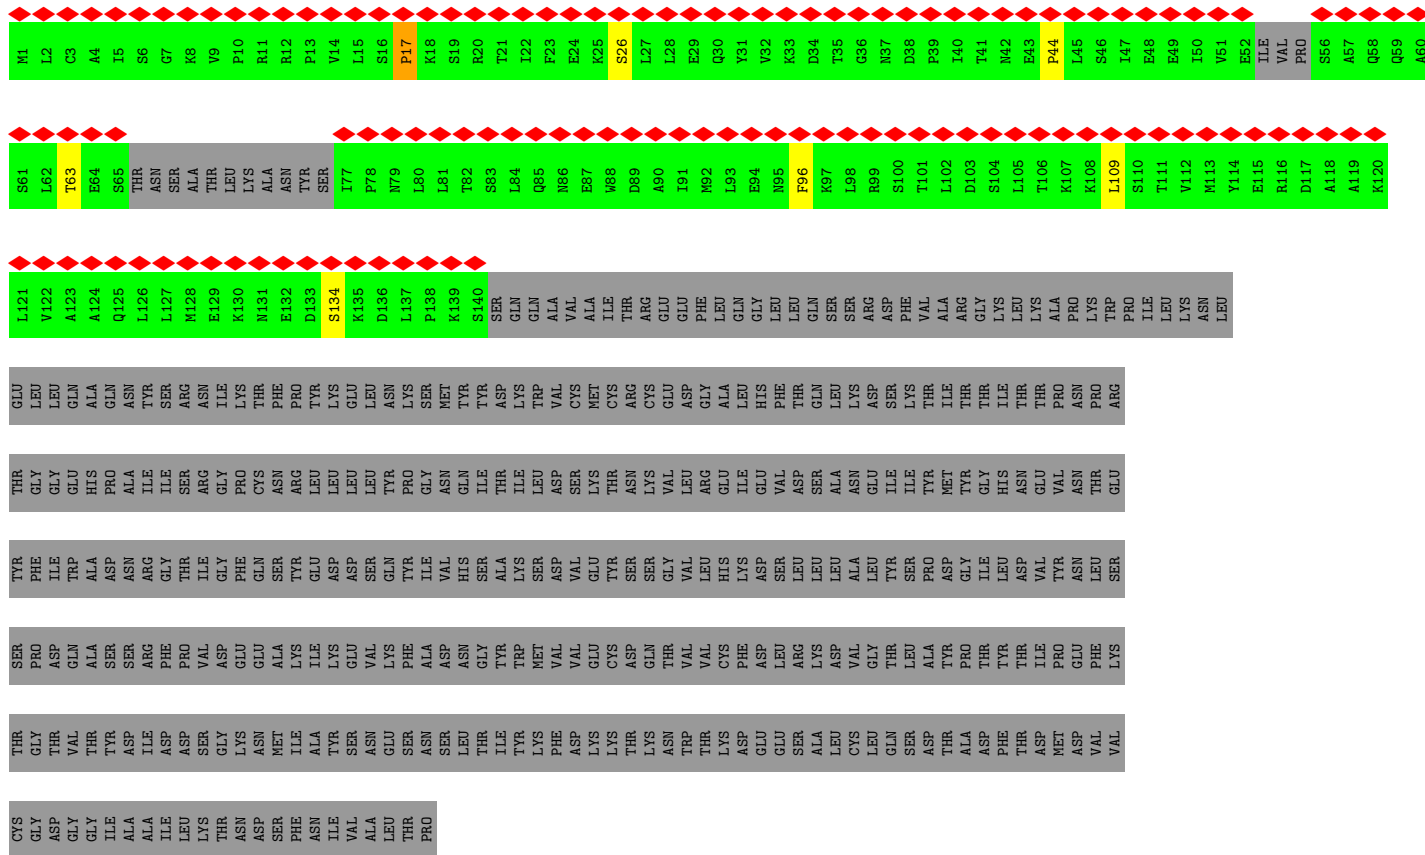 M1 L2 C3 A4 I5 S6 G7 K8 V9 P10 R11 R12 P13 V14 L15 S16 P17 K18 S19 R20 T21 I22 F23 E24 K25 S26 L27 L28 E29 Q30 Y31 V32 K33 D34 T35 G36 N37 D38 P39 I40 T41 N42 E43 P44 L45 S46 I47 E48 E49 I50 V51 E52 ILE VAL PRO S56 A57 Q58 Q59 A60
S61 L62 T63 E64 S65 THR ASN SER ALA THR LEU LYS ALA ASN TYR SER I77 P78 N79 L80 L81 T82 S83 L84 Q85 N86 E87 W88 D89 A90 I91 M92 L93 E94 N95 F96 K97 L98 R99 S100 T101 L102 D103 S104 L105 T106 K107 K108 L109 S110 T111 V112 M113 Y114 E115 R116 D117 A118 A119 K120
L121 V122 A123 A124 Q125 L126 L127 M128 E129 K130 N131 E132 D133 S134 K135 D136 L137 P138 K139 S140 SER GLN GLN ALA VAL ALA ILE THR ARG GLU GLU PHE LEU GLN GLY LEU LEU GLN SER SER ARG ASP PHE VAL ALA ARG GLY LYS LEU LYS ALA PRO LYS TRP PRO ILE LEU LYS ASN LEU
GLU LEU LEU GLN ALA GLN ASN TYR SER ARG ASN ILE LYS THR PHE PRO TYR LYS GLU LEU ASN LYS SER MET TYR TYR ASP LYS TRP VAL CYS MET CYS ARG CYS GLU ASP GLY ALA LEU HIS PHE THR GLN LEU LYS ASP SER LYS THR ILE THR THR ILE THR THR PRO ASN PRO ARG
THR GLY GLY GLU HIS PRO ALA ILE ILE SER ARG GLY PRO CYS ASN ARG LEU LEU LEU LEU TYR PRO GLY ASN GLN ILE THR ILE LEU ASP SER LYS THR ASN LYS VAL LEU ARG GLU ILE GLU VAL ASP SER ALA ASN GLU ILE ILE TYR MET TYR GLY HIS ASN GLU VAL ASN THR GLU
TYR PHE ILE TRP ALA ASP ASN ARG GLY THR ILE GLY PHE GLN SER TYR GLU ASP ASP SER GLN TYR ILE VAL HIS SER ALA LYS SER ASP VAL GLU TYR SER SER GLY VAL LEU HIS LYS ASP SER LEU LEU LEU ALA LEU TYR SER PRO ASP GLY ILE LEU ASP VAL TYR ASN LEU SER
SER PRO ASP GLN ALA SER SER ARG PHE PRO VAL ASP GLU GLU ALA LYS ILE LYS GLU VAL LYS PHE ALA ASP ASN GLY TYR TRP MET VAL VAL GLU CYS ASP GLN THR VAL VAL CYS PHE ASP LEU ARG LYS ASP VAL GLY THR LEU ALA TYR PRO THR TYR THR ILE PRO GLU PHE LYS
THR GLY THR VAL THR TYR ASP ILE ASP ASP SER GLY LYS ASN MET ILE ALA TYR SER ASN GLU SER ASN SER LEU THR ILE TYR LYS PHE ASP LYS LYS THR LYS ASN TRP THR LYS ASP GLU GLU SER ALA LEU CYS LEU GLN SER ASP THR ALA ASP PHE THR ASP MET ASP VAL VAL
CYS GLY ASP GLY GLY ILE ALA ALA ILE LEU LYS THR ASN ASP SER PHE ASN ILE VAL ALA LEU THR PRO